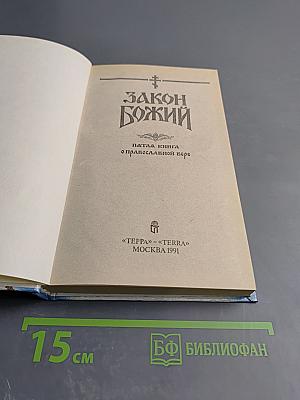 ЗАКОН
БОЖИЙ
ПЯТАЯ КНИГА
О ПРАВОСЛАВНОЙ ВЕРЕ
«ТЕРРА» – «TERRA»
МОСКВА 1991
15 см
БФ БИБЛИОФАН